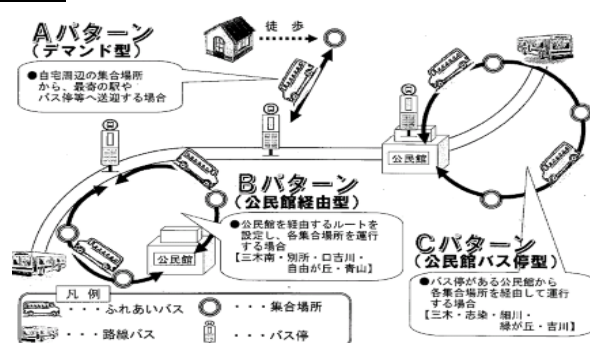 Aパターン
(デマンド型)
徒歩
●自宅周辺の集合場所
から、最寄の駅や
バス停等へ送迎する場合
公民館
Bパターン
(公民館経由型)
●公民館を経由するルートを
設定し、各集合場所を運行
する場合
【三木南・別所・口吉川・
自由が丘・青山】
公民館
Cパターン
(公民館バス停型)
●バス停がある公民館から
各集合場所を経由して運行
する場合
【三木・志染・細川・
緑が丘・吉川】
凡例
・・・ふれあいバス
・・・集合場所
・・・路線バス
・・・バス停